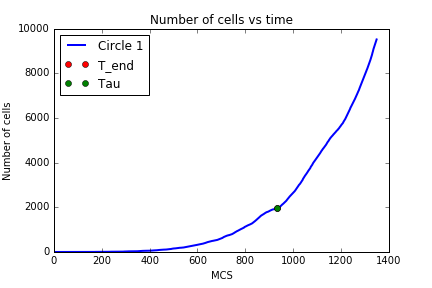 Number of cells vs time
10000
8000
6000
4000
2000
0
Number of cells
Circle 1
T_end
Tau
0 200 400 600 800 1000 1200 1400
MCS